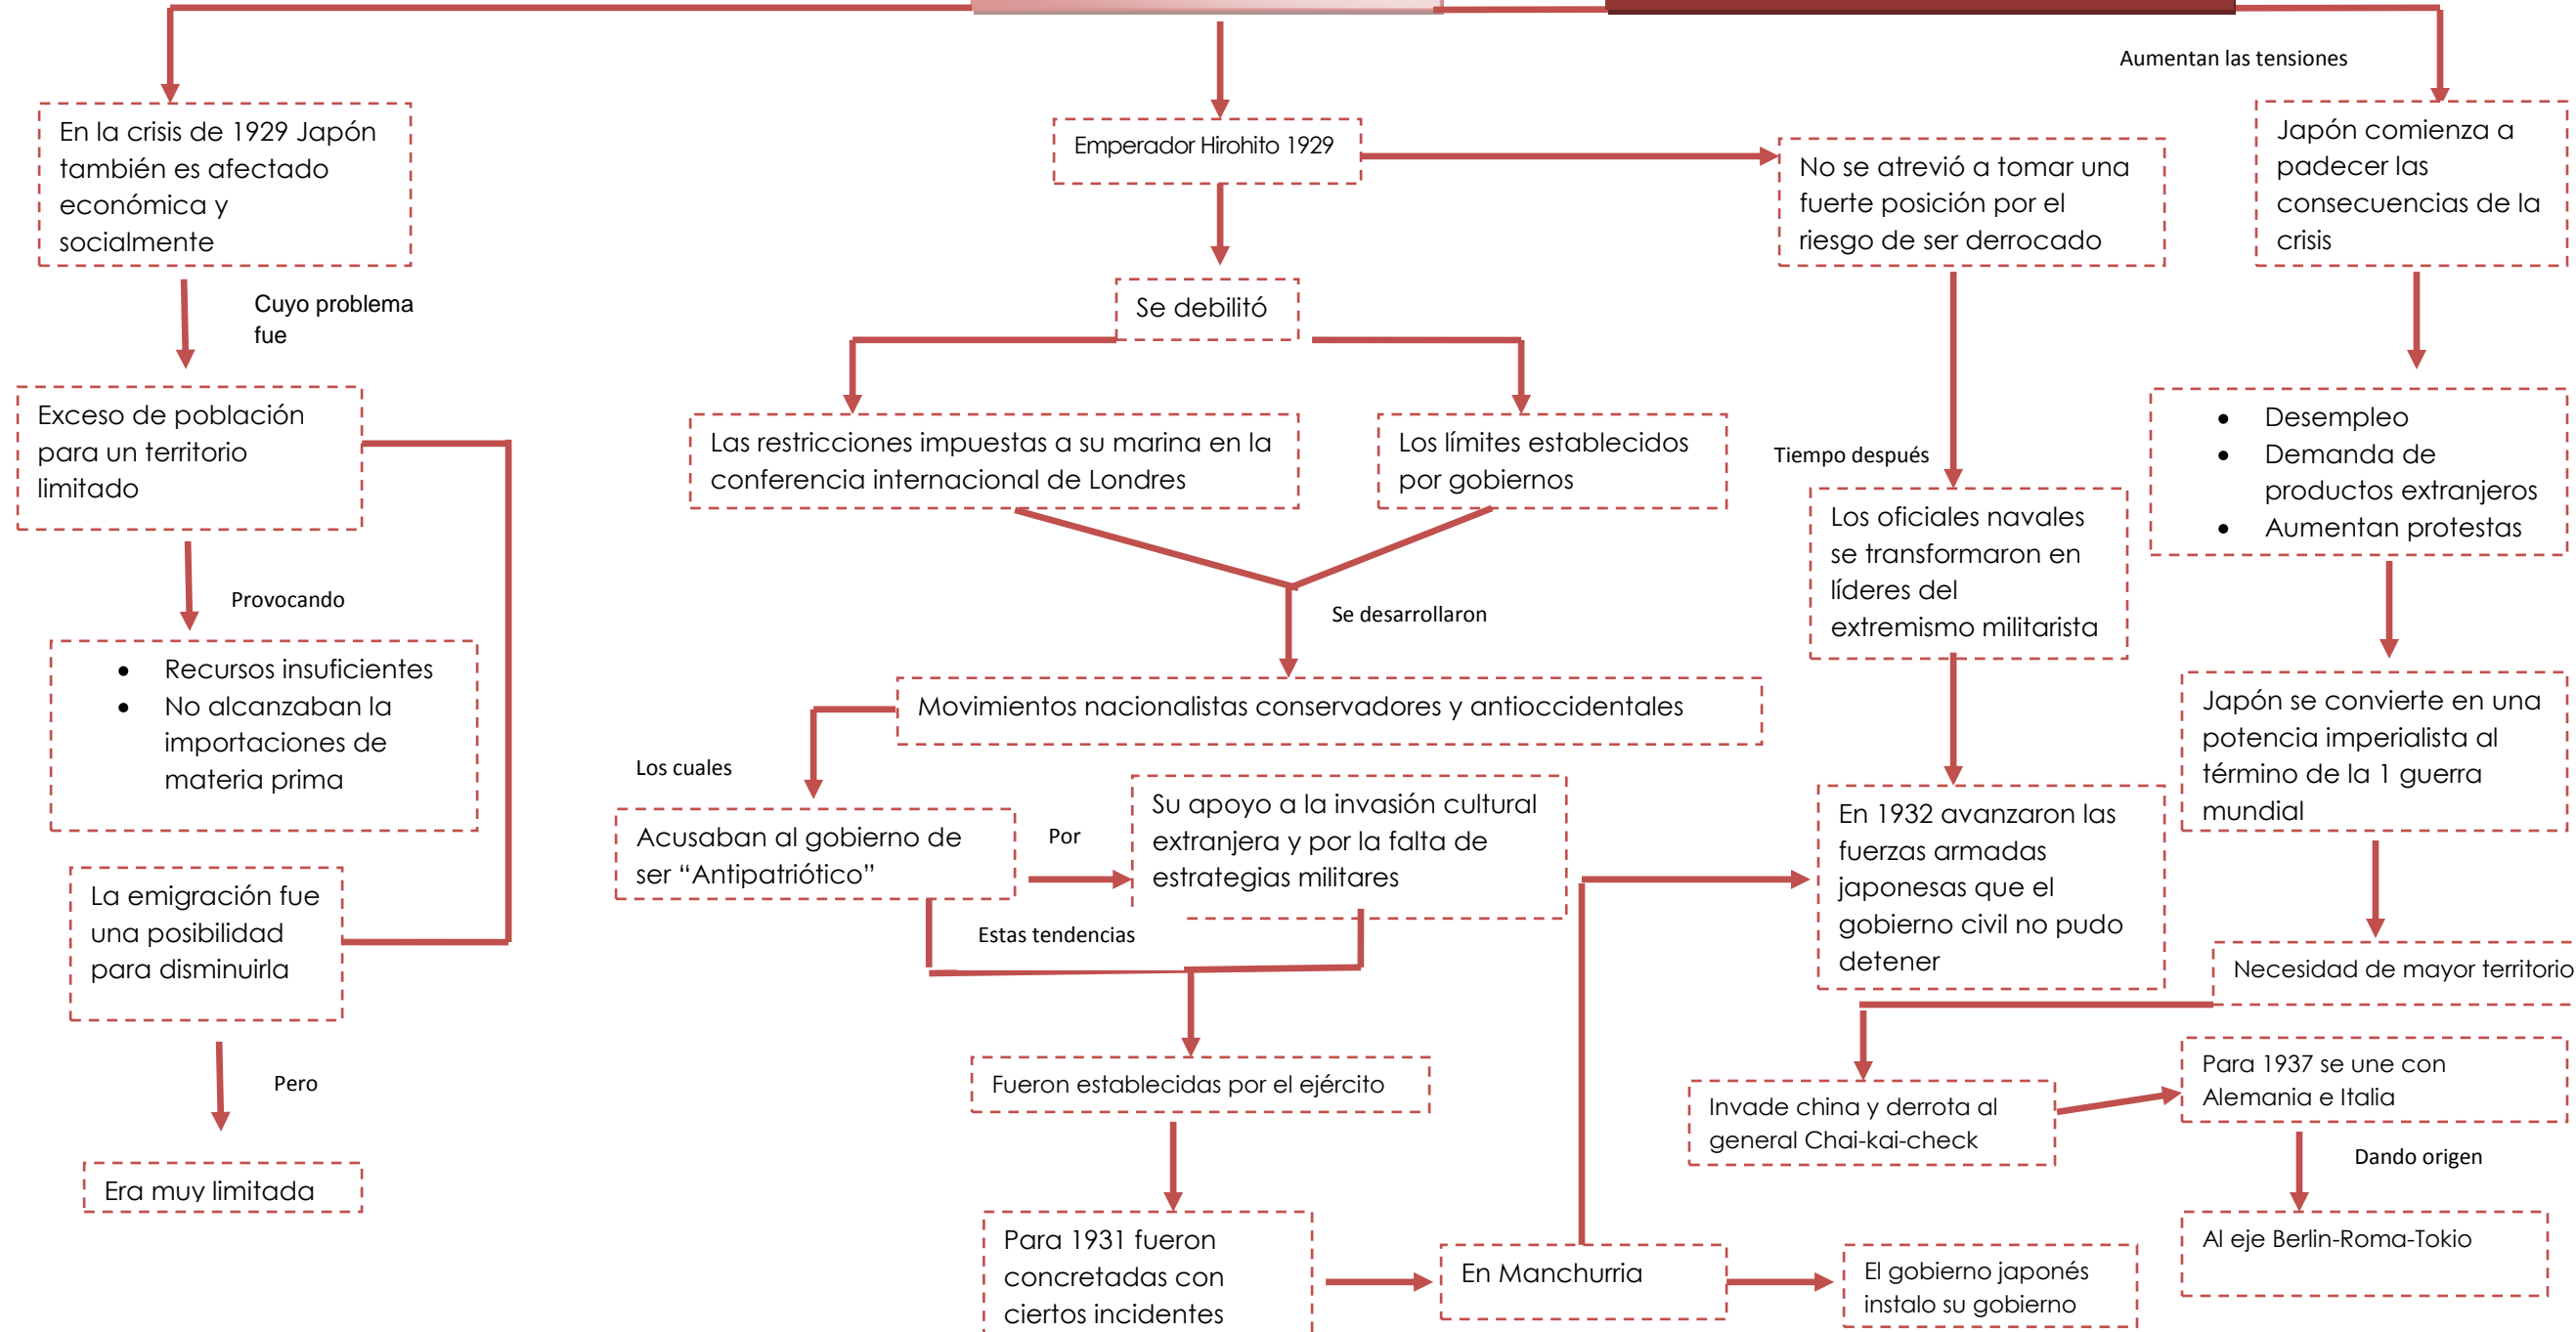 Aumentan las tensiones
En la crisis de 1929 Japón
también es afectado
económica y
socialmente
Cuyo problema
fue
Exceso de población
para un territorio
limitado
Provocando
• Recursos insuficientes
• No alcanzaban la
importaciones de
materia prima
La emigración fue
una posibilidad
para disminuirla
Pero
Era muy limitada
Emperador Hirohito 1929
Se debilitó
Las restricciones impuestas a su marina en la
conferencia internacional de Londres
Los límites establecidos
por gobiernos
Se desarrollaron
Movimientos nacionalistas conservadores y antioccidentales
Los cuales
Acusaban al gobierno de
ser “Antipatriótico”
Por
Su apoyo a la invasión cultural
extranjera y por la falta de
estrategias militares
Estas tendencias
Fueron establecidas por el ejército
Para 1931 fueron
concretadas con
ciertos incidentes
En Manchurria
El gobierno japonés
instalo su gobierno
No se atrevió a tomar una
fuerte posición por el
riesgo de ser derrocado
Tiempo después
Los oficiales navales
se transformaron en
líderes del
extremismo militarista
En 1932 avanzaron las
fuerzas armadas
japonesas que el
gobierno civil no pudo
detener
Japón comienza a
padecer las
consecuencias de la
crisis
• Desempleo
• Demanda de
productos extranjeros
• Aumentan protestas
Japón se convierte en una
potencia imperialista al
término de la 1 guerra
mundial
Necesidad de mayor territorio
Invade china y derrota al
general Chai-kai-check
Para 1937 se une con
Alemania e Italia
Dando origen
Al eje Berlin-Roma-Tokio